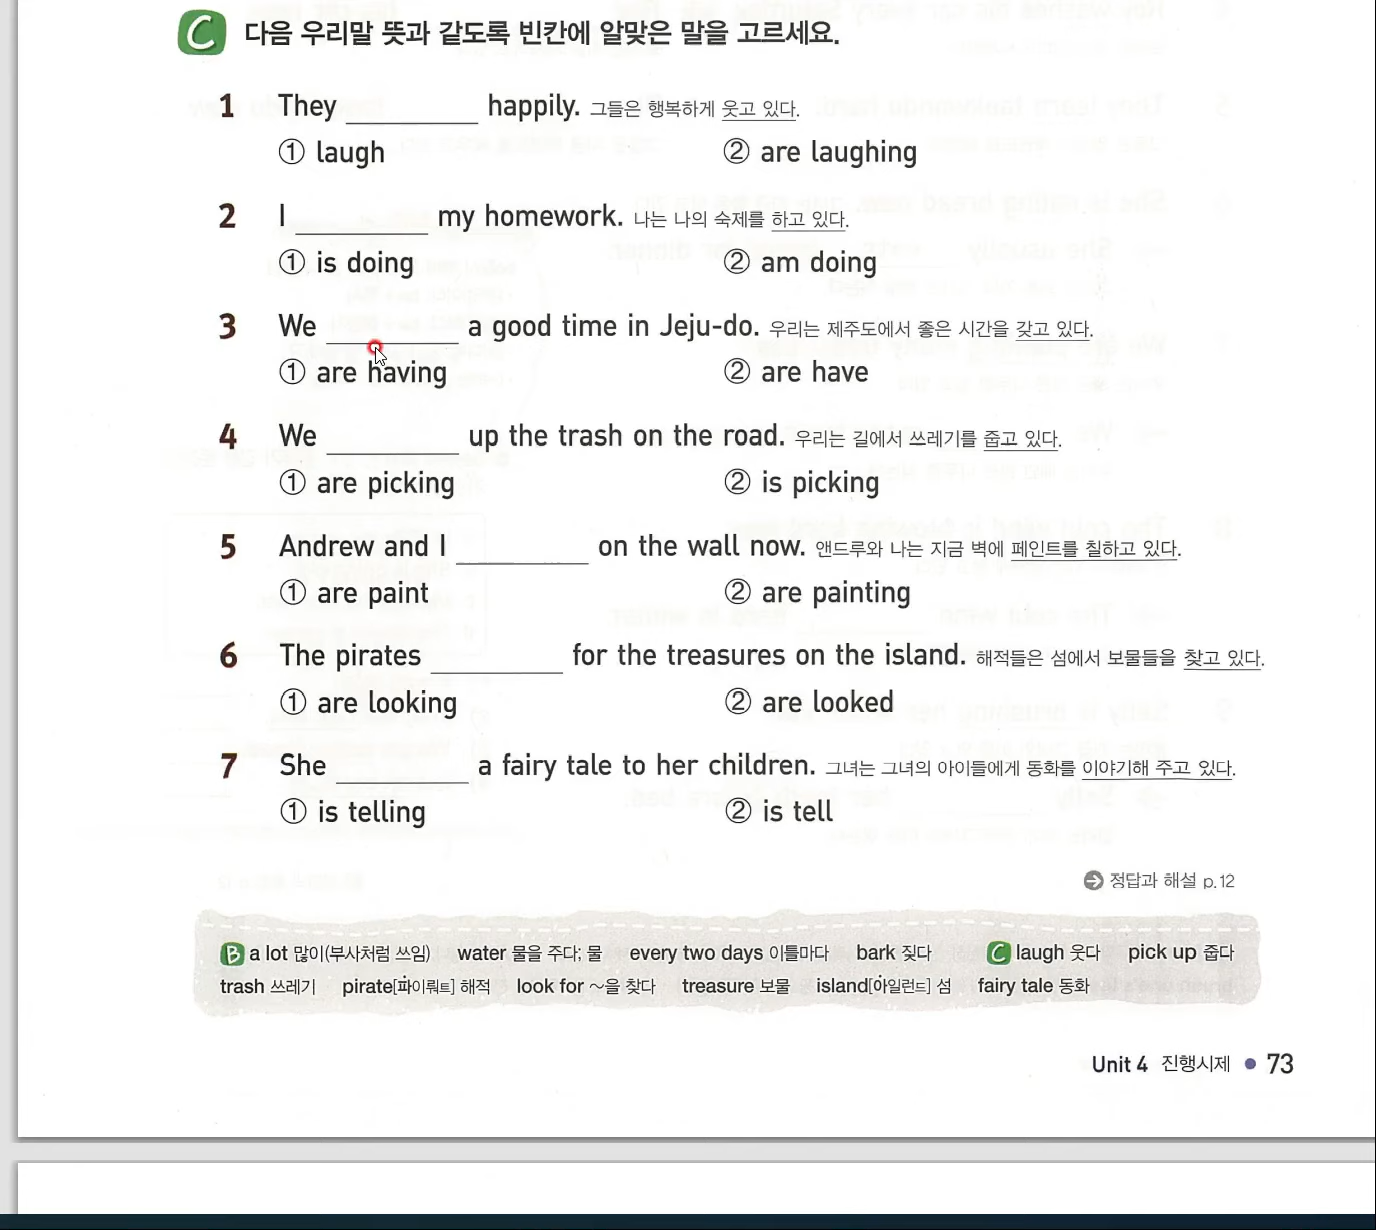 C 다음 우리말 뜻과 같도록 빈칸에 알맞은 말을 고르세요.
1 They ________ happily. 그들은 행복하게 웃고 있다.
① laugh ② are laughing
2 I ________ my homework. 나는 나의 숙제를 하고 있다.
① is doing ② am doing
3 We ________ a good time in Jeju-do. 우리는 제주도에서 좋은 시간을 갖고 있다.
① are having ② are have
4 We ________ up the trash on the road. 우리는 길에서 쓰레기를 줍고 있다.
① are picking ② is picking
5 Andrew and I ________ on the wall now. 앤드루와 나는 지금 벽에 페인트를 칠하고 있다.
① are paint ② are painting
6 The pirates ________ for the treasures on the island. 해적들은 섬에서 보물들을 찾고 있다.
① are looking ② are looked
7 She ________ a fairy tale to her children. 그녀는 그녀의 아이들에게 동화를 이야기해 주고 있다.
① is telling ② is tell
정답과 해설 p.12
B a lot 많이(부사처럼 쓰임) water 물을 주다; 물 every two days 이틀마다 bark 짖다 C laugh 웃다 pick up 줍다
trash 쓰레기 pirate[파이뤄트] 해적 look for ~을 찾다 treasure 보물 island[아일런드] 섬 fairy tale 동화
Unit 4 진행시제 • 73